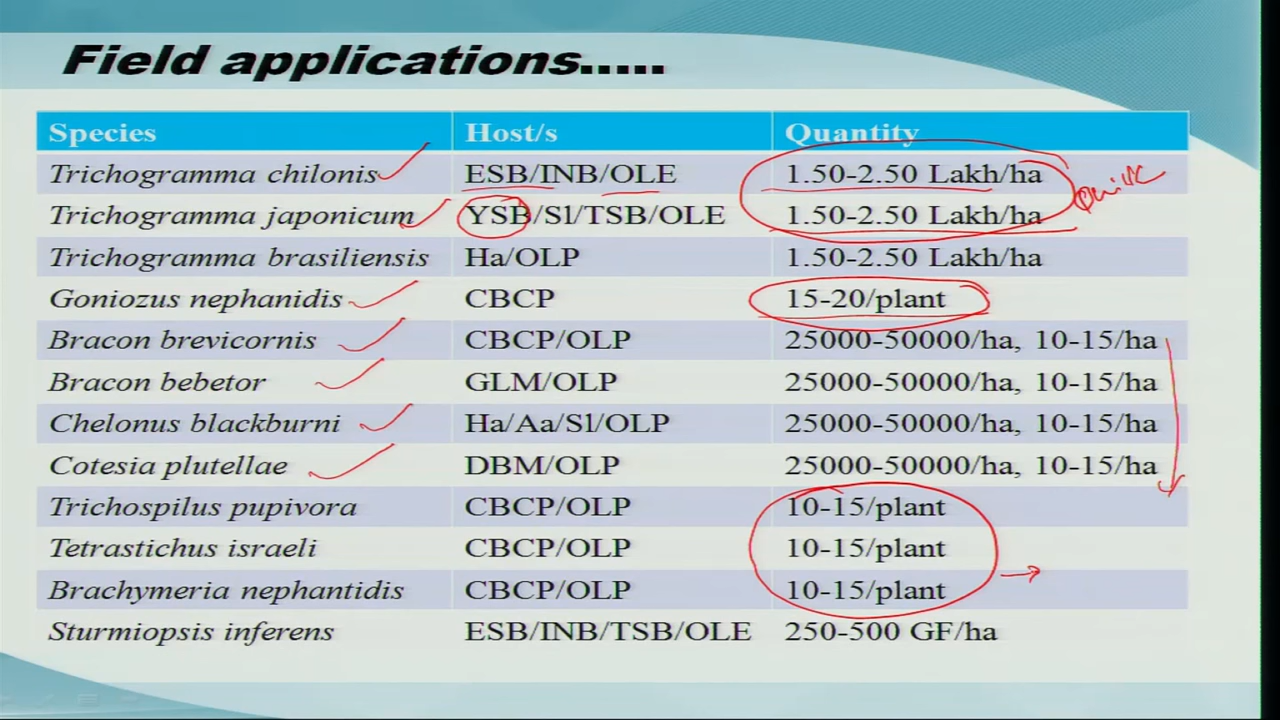 Field applications.....
Species Host/s Quantity
Trichogramma chilonis ESB/INB/OLE 1.50-2.50 Lakh/ha
Trichogramma japonicum YSB/Sl/TSB/OLE 1.50-2.50 Lakh/ha
Trichogramma brasiliensis Ha/OLP 1.50-2.50 Lakh/ha
Goniozus nephanidis CBCP 15-20/plant
Bracon brevicornis CBCP/OLP 25000-50000/ha, 10-15/ha
Bracon bebetor GLM/OLP 25000-50000/ha, 10-15/ha
Chelonus blackburni Ha/Aa/Sl/OLP 25000-50000/ha, 10-15/ha
Cotesia plutellae DBM/OLP 25000-50000/ha, 10-15/ha
Trichospilus pupivora CBCP/OLP 10-15/plant
Tetrastichus israeli CBCP/OLP 10-15/plant
Brachymeria nephantidis CBCP/OLP 10-15/plant
Sturmiopsis inferens ESB/INB/TSB/OLE 250-500 GF/ha